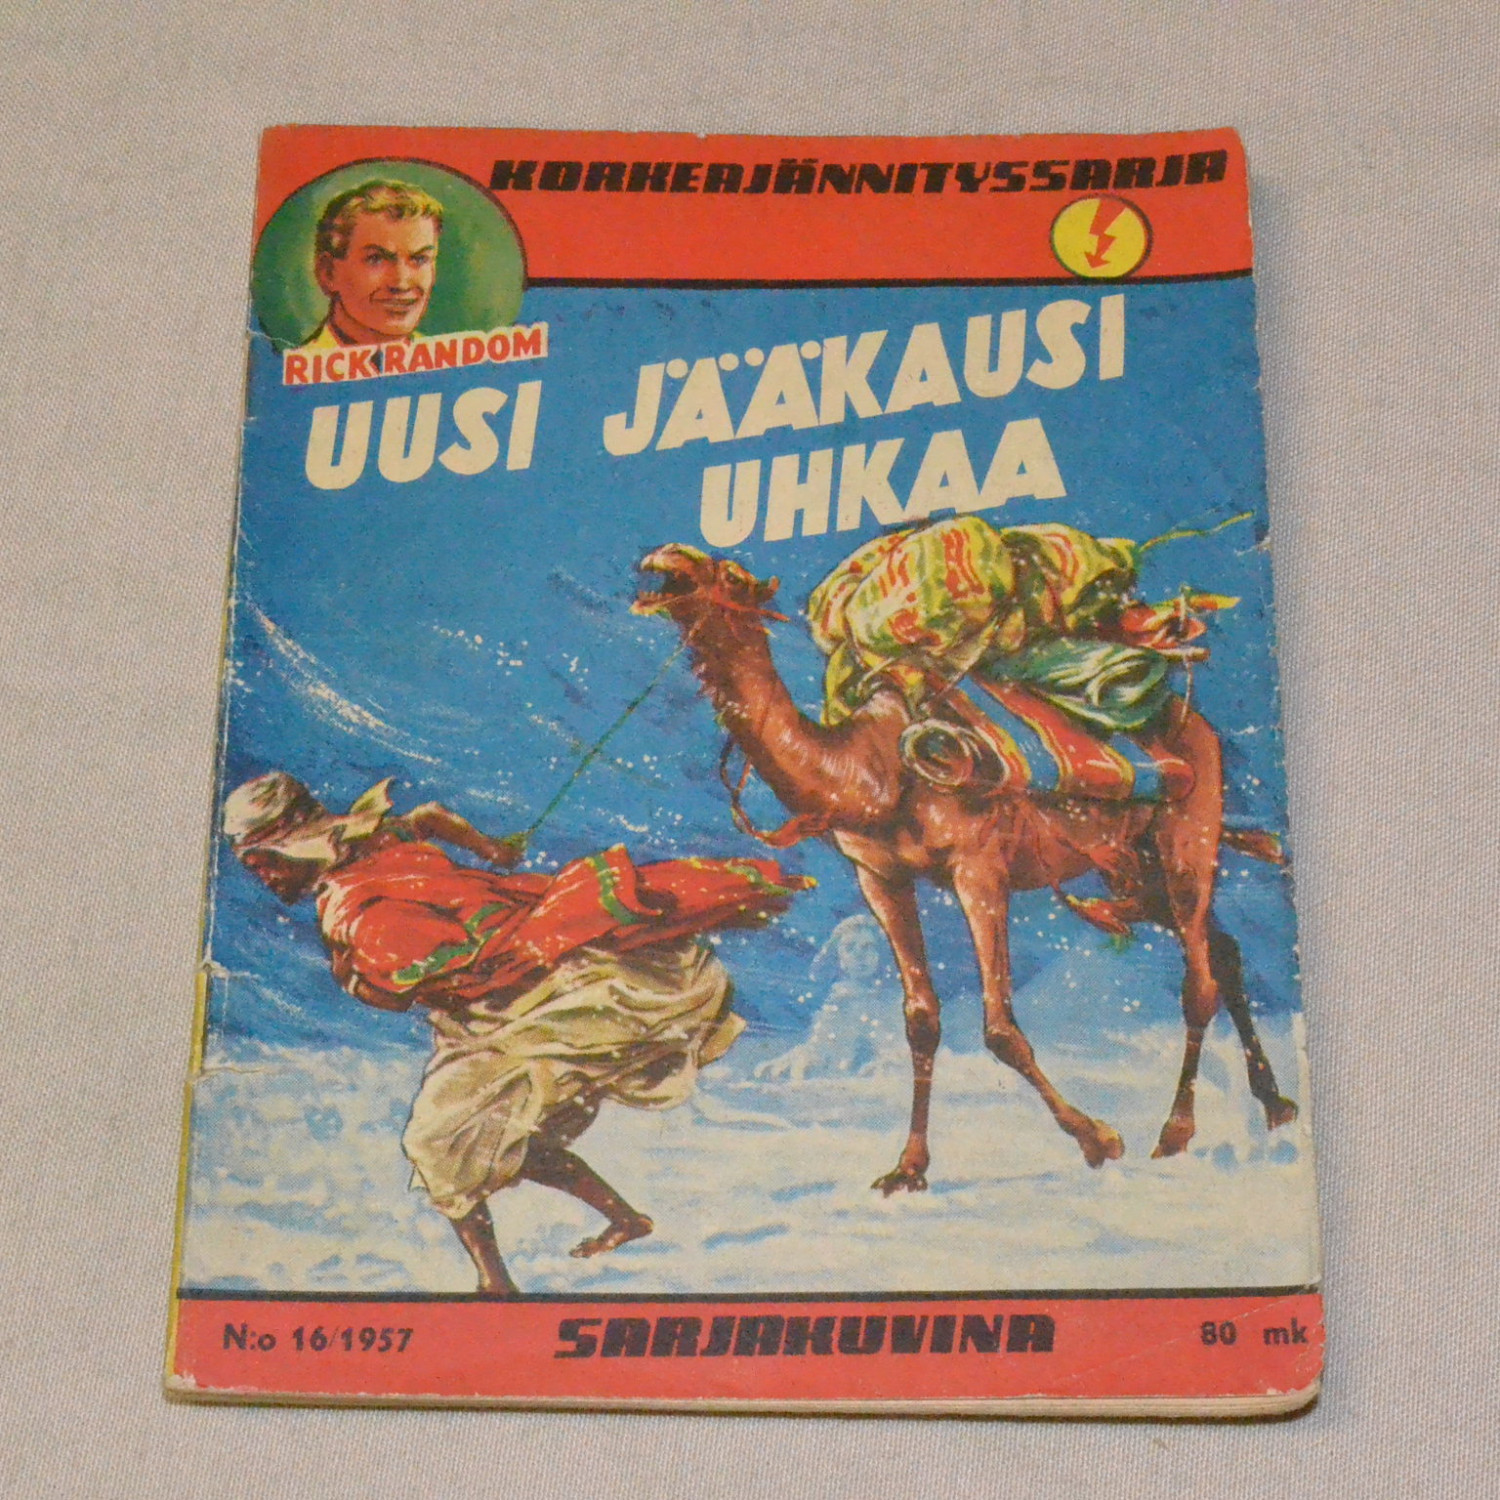 KORKEAJÄNNITYSSARJA
RICK RANDOM
UUSI JÄÄKAUSI
UHKAA
N:o 16/1957
SARJAKUVINA
80 mk